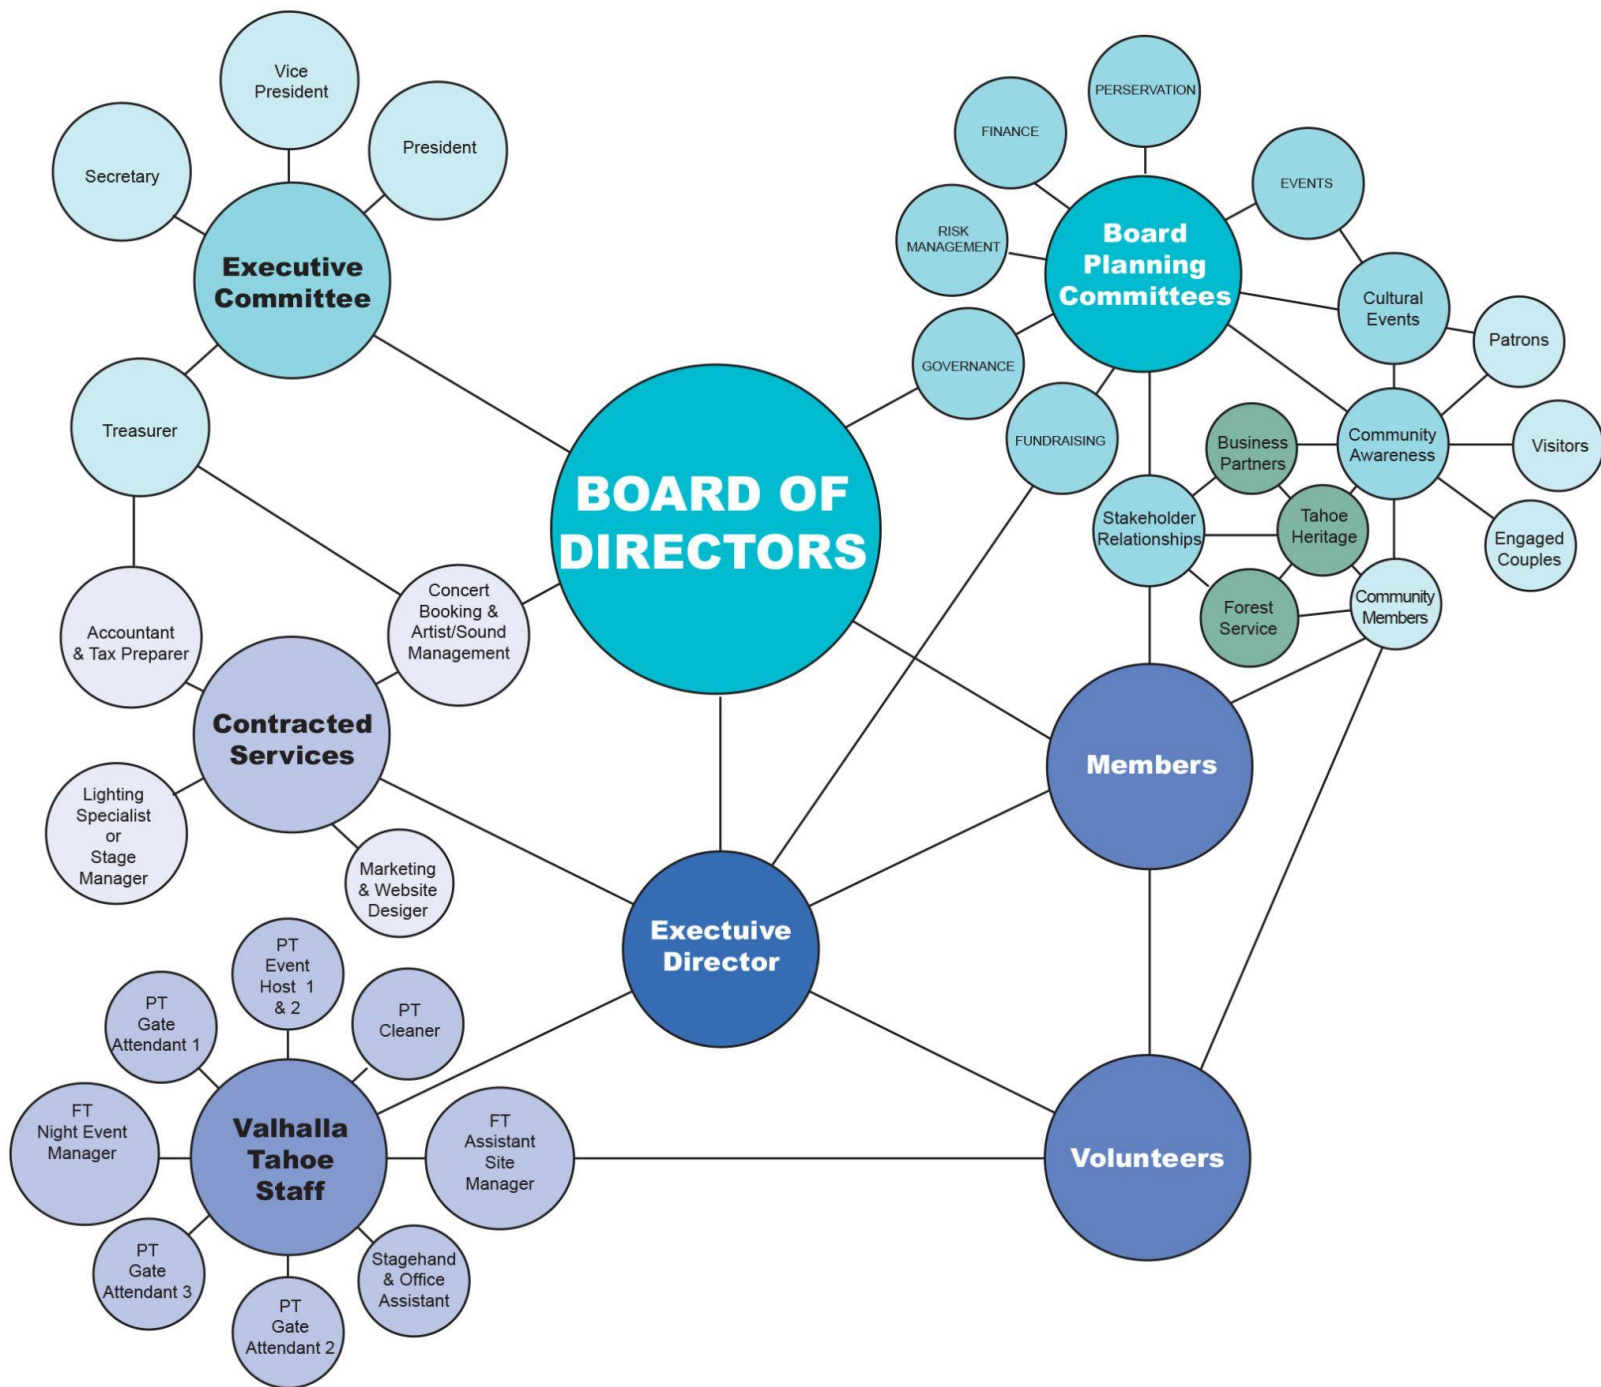 Vice
President
President
Secretary
Executive
Committee
Treasurer
PERSERVATION
FINANCE
EVENTS
RISK
MANAGEMENT
Board
Planning
Committees
Cultural
Events
Patrons
GOVERNANCE
FUNDRAISING
Business
Partners
Community
Awareness
Visitors
Stakeholder
Relationships
Tahoe
Heritage
Engaged
Couples
Forest
Service
Community
Members
BOARD OF
DIRECTORS
Accountant
& Tax Preparer
Concert
Booking &
Artist/Sound
Management
Contracted
Services
Lighting
Specialist
or
Stage
Manager
Marketing
& Website
Desiger
Members
Exectuive
Director
PT
Event
Host 1
& 2
PT
Gate
Attendant 1
PT
Cleaner
FT
Night Event
Manager
Valhalla
Tahoe
Staff
FT
Assistant
Site
Manager
Volunteers
PT
Gate
Attendant 3
PT
Gate
Attendant 2
Stagehand
& Office
Assistant